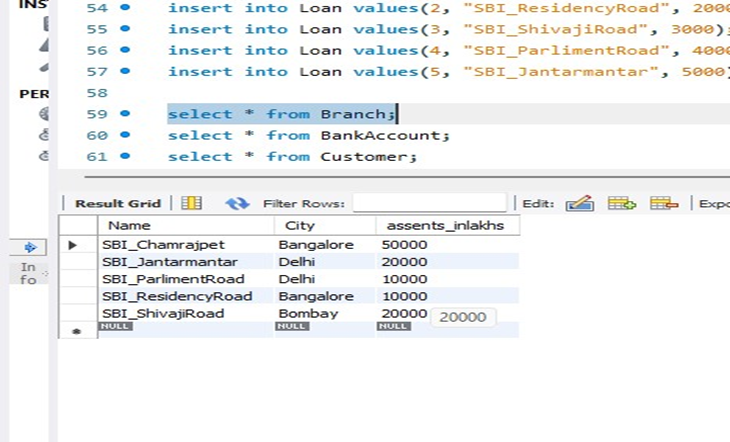 INS
54 insert into Loan values(2, "SBI_ResidencyRoad", 2000
55 insert into Loan values(3, "SBI_ShivajiRoad", 3000);
56 insert into Loan values(4, "SBI_ParlimentRoad", 4000
57 insert into Loan values(5, "SBI_Jantarmantar", 5000)
58
PER
59 select * from Branch;
60 select * from BankAccount;
61 select * from Customer;
Result Grid Filter Rows: Edit: Expo
Name City assents_inlakhs
SBI_Chamrajpet Bangalore 50000
SBI_Jantarmantar Delhi 20000
In
fo
SBI_ParlimentRoad Delhi 10000
SBI_ResidencyRoad Bangalore 10000
SBI_ShivajiRoad Bombay 20000 20000
NULL NULL NULL